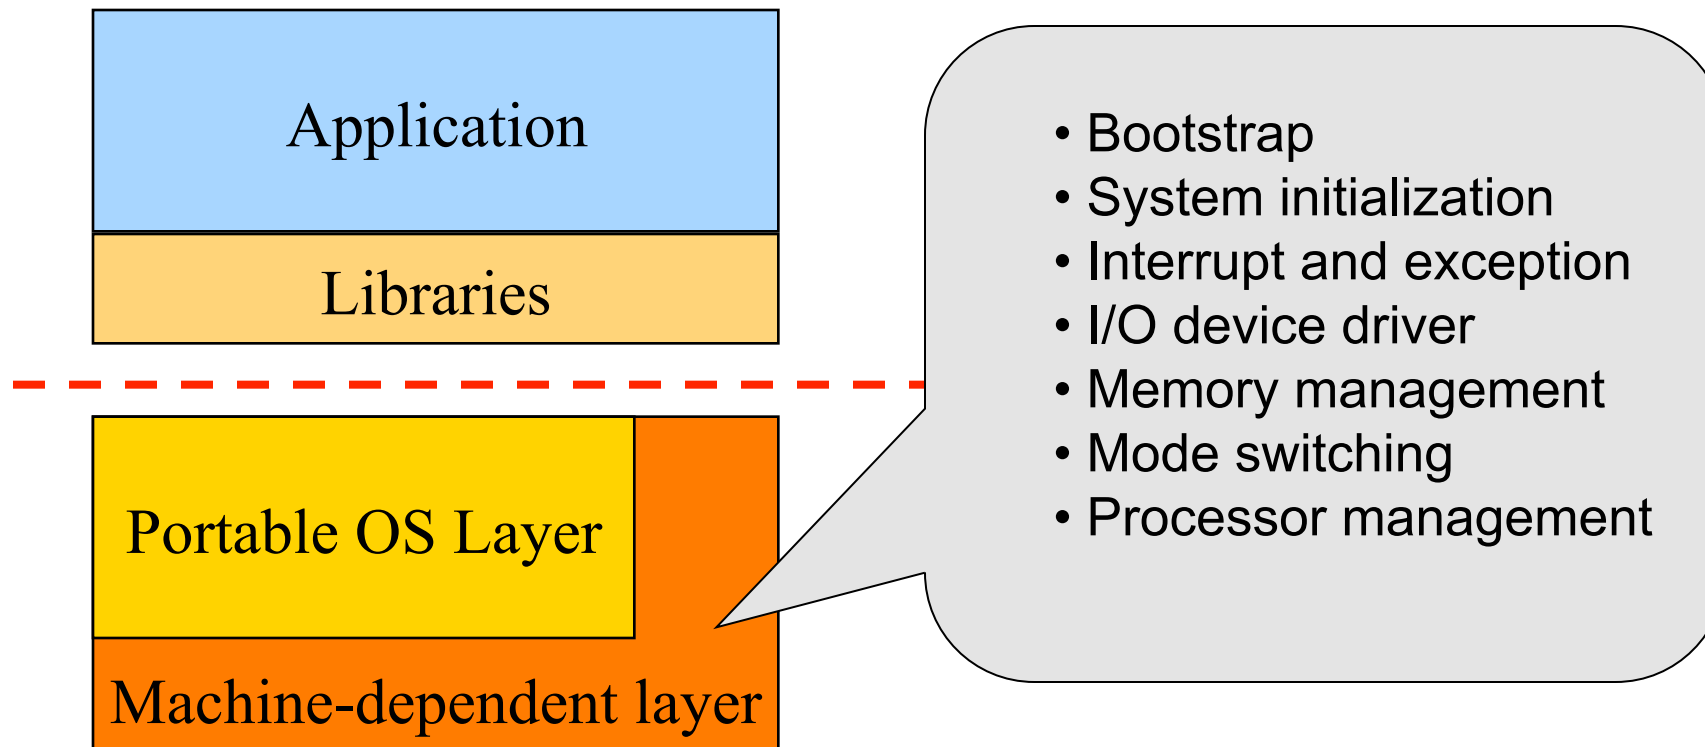 Application
Libraries
Portable OS Layer
Machine-dependent layer
• Bootstrap
• System initialization
• Interrupt and exception
• I/O device driver
• Memory management
• Mode switching
• Processor management